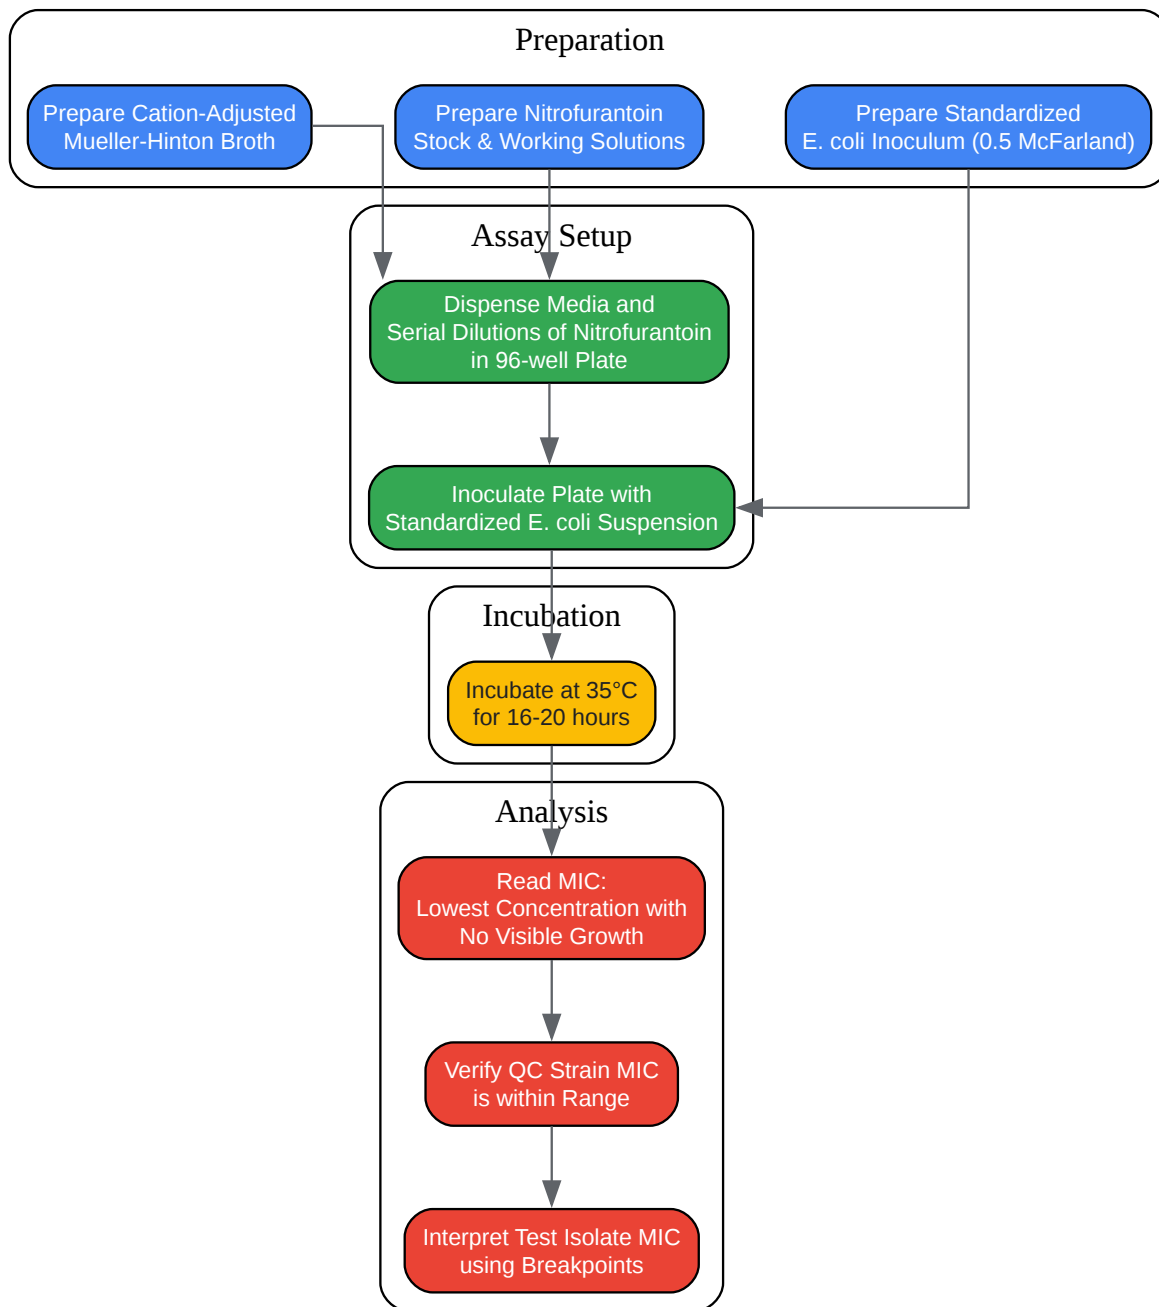 Preparation
Prepare Cation-Adjusted
Mueller-Hinton Broth
Prepare Nitrofurantoin
Stock & Working Solutions
Prepare Standardized
E. coli Inoculum (0.5 McFarland)
Assay Setup
Dispense Media and
Serial Dilutions of Nitrofurantoin
in 96-well Plate
Inoculate Plate with
Standardized E. coli Suspension
Incubation
Incubate at 35°C
for 16-20 hours
Analysis
Read MIC:
Lowest Concentration with
No Visible Growth
Verify QC Strain MIC
is within Range
Interpret Test Isolate MIC
using Breakpoints